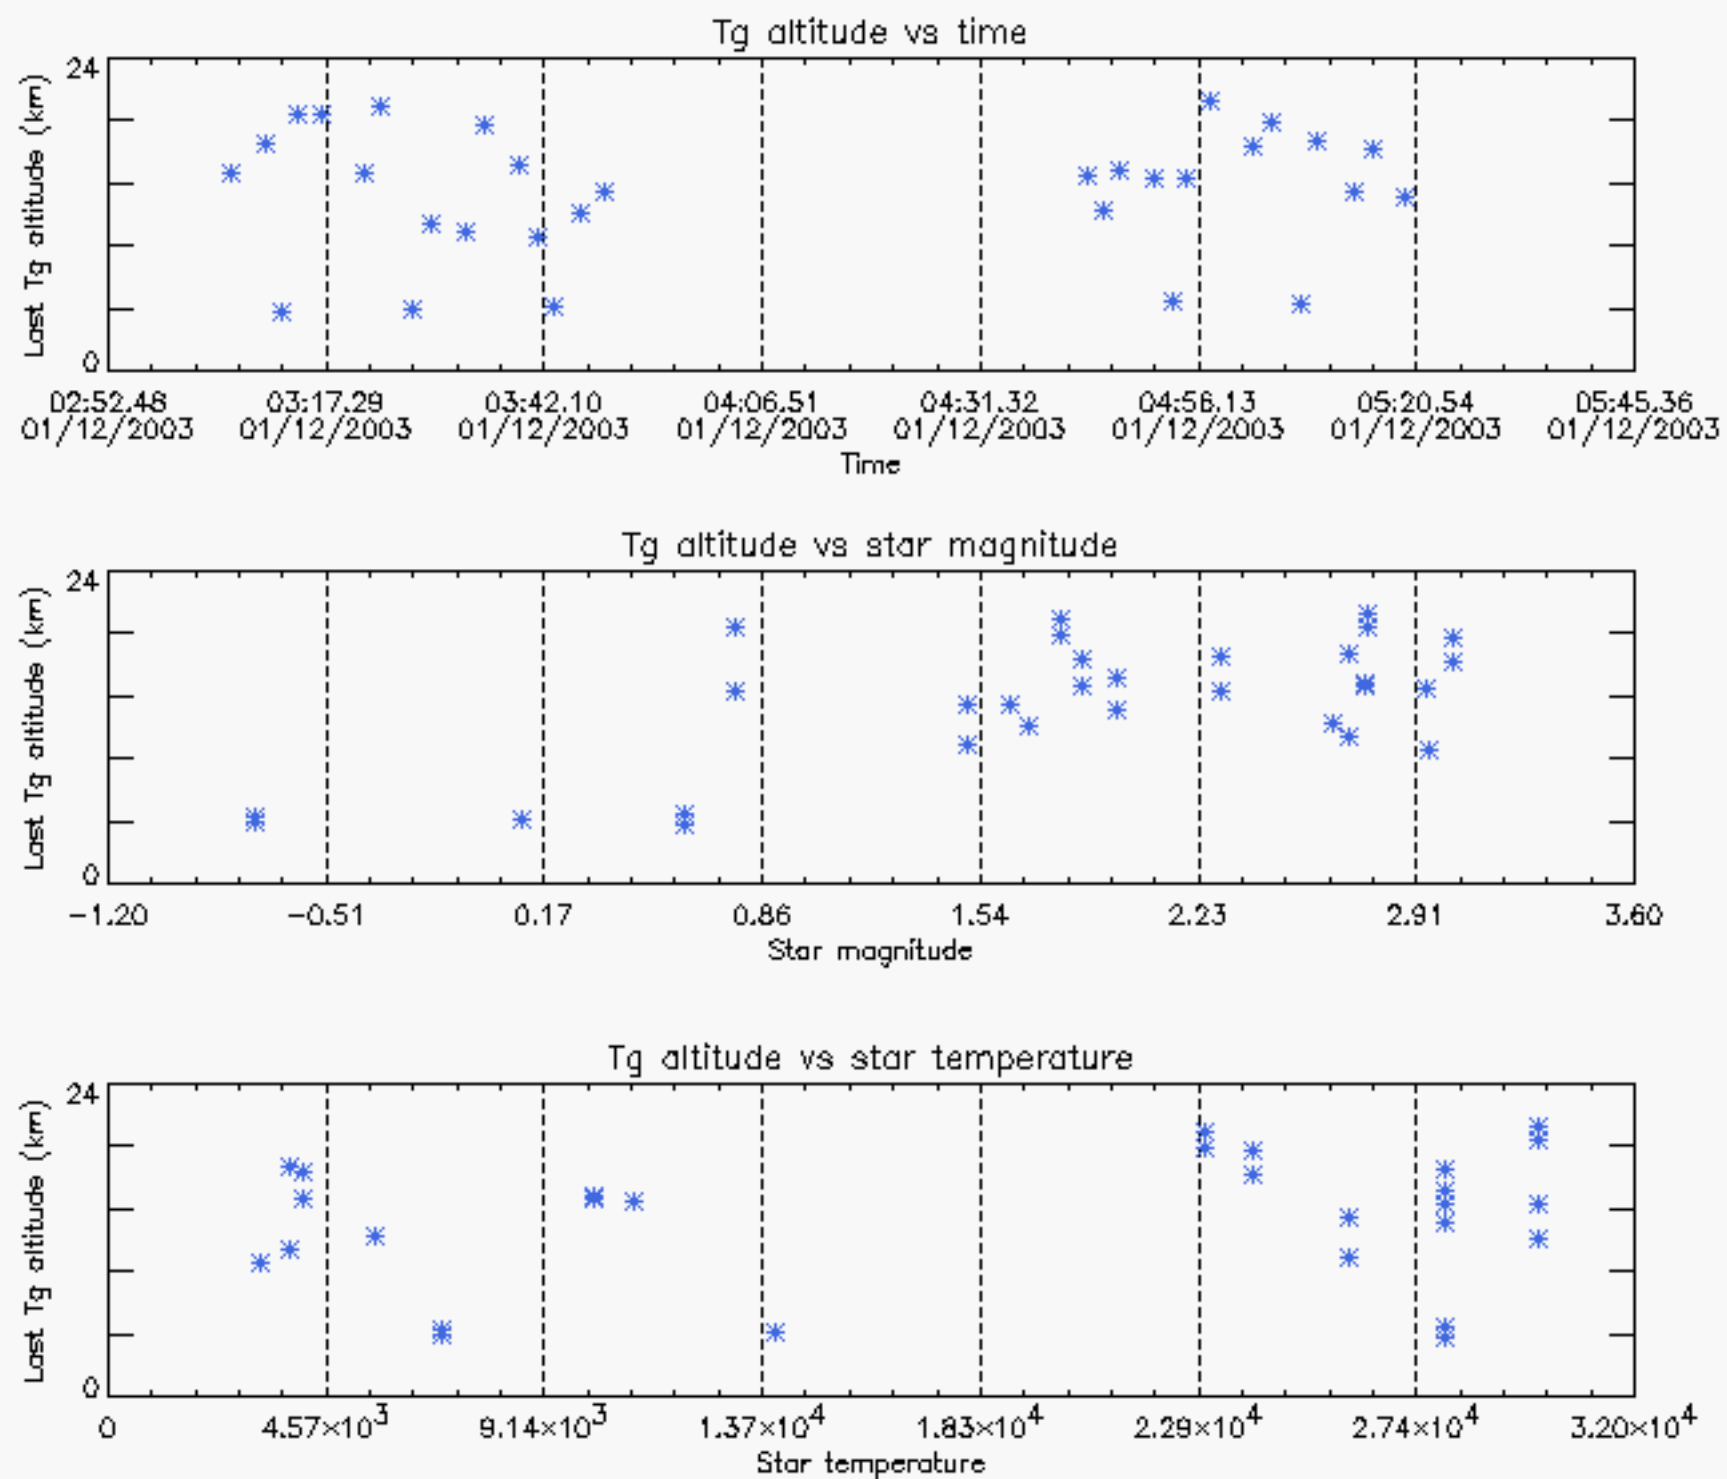 Tg altitude vs time
Last Tg altitude (km)
24
0
02:52.48 03:17.29 03:42.10 04:06.51 04:31.32 04:56.13 05:20.54 05:45.36
01/12/2003 01/12/2003 01/12/2003 01/12/2003 01/12/2003 01/12/2003 01/12/2003 01/12/2003
Time
Tg altitude vs star magnitude
Last Tg altitude (km)
24
0
-1.20 -0.51 0.17 0.86 1.54 2.23 2.91 3.60
Star magnitude
Tg altitude vs star temperature
Last Tg altitude (km)
24
0
0 4.57×10³ 9.14×10³ 1.37×10⁴ 1.83×10⁴ 2.29×10⁴ 2.74×10⁴ 3.20×10⁴
Star temperature